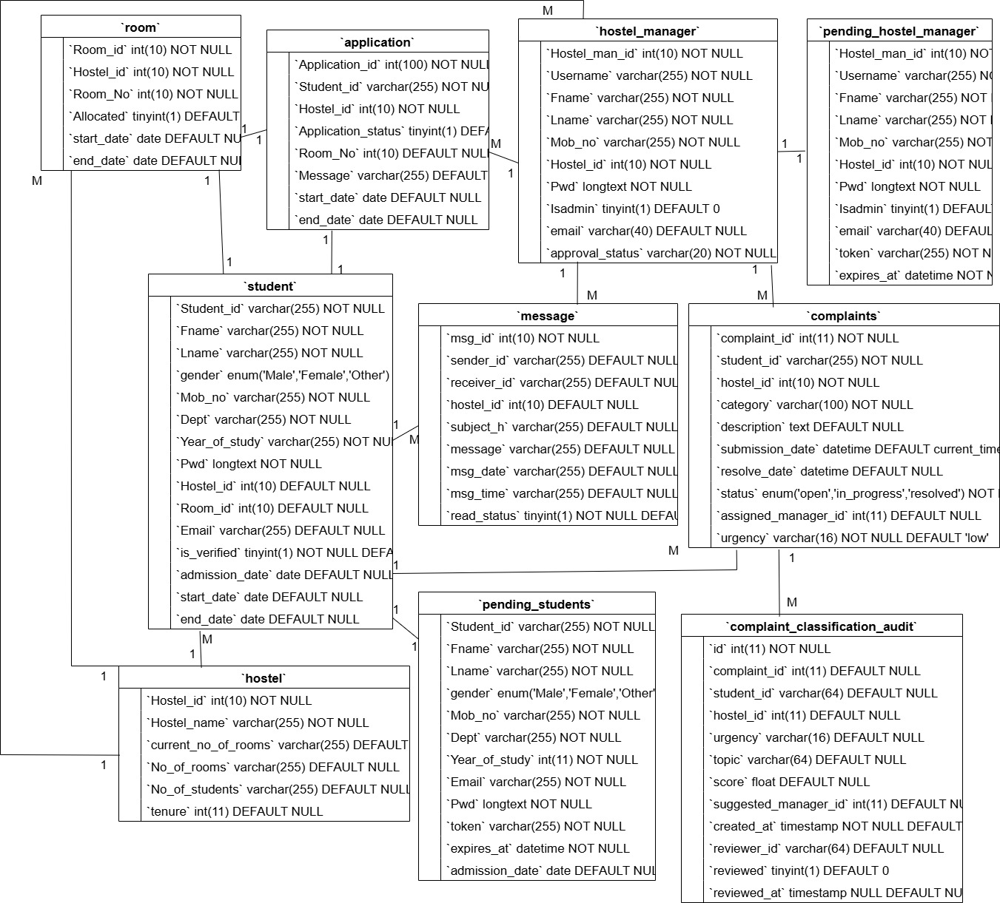 `room`
`Room_id` int(10) NOT NULL
`Hostel_id` int(10) NOT NULL
`Room_No` int(10) NOT NULL
`Allocated` tinyint(1) DEFAULT
`start_date` date DEFAULT NU
`end_date` date DEFAULT NUL
M
1
1
1
`application`
`Application_id` int(100) NOT NULL
`Student_id` varchar(255) NOT NU
`Hostel_id` int(10) NOT NULL
`Application_status` tinyint(1) DEFA
`Room_No` int(10) DEFAULT NULL
`Message` varchar(255) DEFAULT
`start_date` date DEFAULT NULL
`end_date` date DEFAULT NULL
M
1
1
1
M
`hostel_manager`
`Hostel_man_id` int(10) NOT NULL
`Username` varchar(255) NOT NULL
`Fname` varchar(255) NOT NULL
`Lname` varchar(255) NOT NULL
`Mob_no` varchar(255) NOT NULL
`Hostel_id` int(10) NOT NULL
`Pwd` longtext NOT NULL
`Isadmin` tinyint(1) DEFAULT 0
`email` varchar(40) DEFAULT NULL
`approval_status` varchar(20) NOT NULL
1
1
1
1
`pending_hostel_manager`
`Hostel_man_id` int(10) NOT
`Username` varchar(255) NO
`Fname` varchar(255) NOT
`Lname` varchar(255) NOT
`Mob_no` varchar(255) NOT
`Hostel_id` int(10) NOT NUL
`Pwd` longtext NOT NULL
`Isadmin` tinyint(1) DEFAUL
`email` varchar(40) DEFAUL
`token` varchar(255) NOT N
`expires_at` datetime NOT N
1
`student`
`Student_id` varchar(255) NOT NULL
`Fname` varchar(255) NOT NULL
`Lname` varchar(255) NOT NULL
`gender` enum('Male','Female','Other')
`Mob_no` varchar(255) NOT NULL
`Dept` varchar(255) NOT NULL
`Year_of_study` varchar(255) NOT NU
`Pwd` longtext NOT NULL
`Hostel_id` int(10) DEFAULT NULL
`Room_id` int(10) DEFAULT NULL
`Email` varchar(255) DEFAULT NULL
`is_verified` tinyint(1) NOT NULL DEFA
`admission_date` date DEFAULT NULL
`start_date` date DEFAULT NULL
`end_date` date DEFAULT NULL
1
M
1
1
M
1
M
`message`
`msg_id` int(10) NOT NULL
`sender_id` varchar(255) DEFAULT NULL
`receiver_id` varchar(255) DEFAULT NUL
`hostel_id` int(10) DEFAULT NULL
`subject_h` varchar(255) DEFAULT NULL
`message` varchar(255) DEFAULT NULL
`msg_date` varchar(255) DEFAULT NULL
`msg_time` varchar(255) DEFAULT NULL
`read_status` tinyint(1) NOT NULL DEFAU
M
`complaints`
`complaint_id` int(11) NOT NULL
`student_id` varchar(255) NOT NULL
`hostel_id` int(10) NOT NULL
`category` varchar(100) NOT NULL
`description` text DEFAULT NULL
`submission_date` datetime DEFAULT current_time
`resolve_date` datetime DEFAULT NULL
`status` enum('open','in_progress','resolved') NOT
`assigned_manager_id` int(11) DEFAULT NULL
`urgency` varchar(16) NOT NULL DEFAULT 'low'
M
1
M
1
1
`hostel`
`Hostel_id` int(10) NOT NULL
`Hostel_name` varchar(255) NOT NULL
`current_no_of_rooms` varchar(255) DEFAULT
`No_of_rooms` varchar(255) DEFAULT NULL
`No_of_students` varchar(255) DEFAULT NULL
`tenure` int(11) DEFAULT NULL
1
1
`pending_students`
`Student_id` varchar(255) NOT NULL
`Fname` varchar(255) NOT NULL
`Lname` varchar(255) NOT NULL
`gender` enum('Male','Female','Other'
`Mob_no` varchar(255) NOT NULL
`Dept` varchar(255) NOT NULL
`Year_of_study` int(11) NOT NULL
`Email` varchar(255) NOT NULL
`Pwd` longtext NOT NULL
`token` varchar(255) NOT NULL
`expires_at` datetime NOT NULL
`admission_date` date DEFAULT NUL
`complaint_classification_audit`
`id` int(11) NOT NULL
`complaint_id` int(11) DEFAULT NULL
`student_id` varchar(64) DEFAULT NULL
`hostel_id` int(11) DEFAULT NULL
`urgency` varchar(16) DEFAULT NULL
`topic` varchar(64) DEFAULT NULL
`score` float DEFAULT NULL
`suggested_manager_id` int(11) DEFAULT NU
`created_at` timestamp NOT NULL DEFAULT
`reviewer_id` varchar(64) DEFAULT NULL
`reviewed` tinyint(1) DEFAULT 0
`reviewed_at` timestamp NULL DEFAULT NU